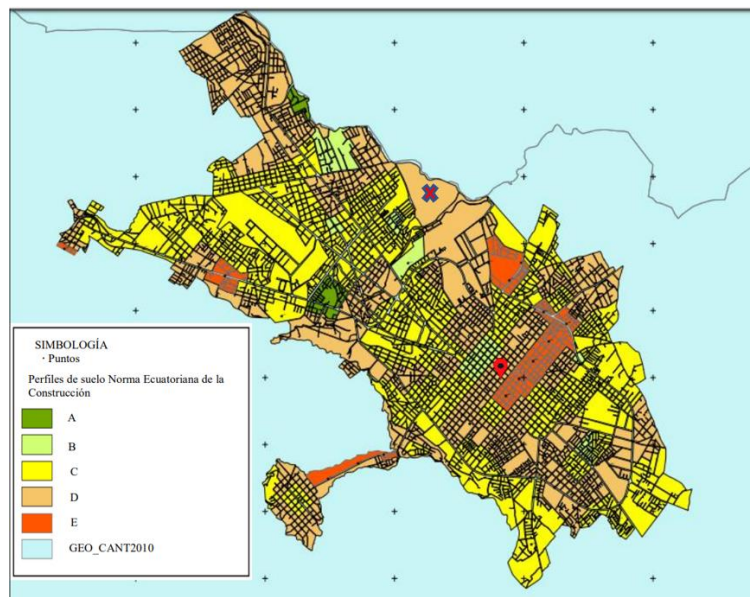 SIMBOLOGÍA
· Puntos
Perfiles de suelo Norma Ecuatoriana de la
Construcción
A
B
C
D
E
GEO_CANT2010